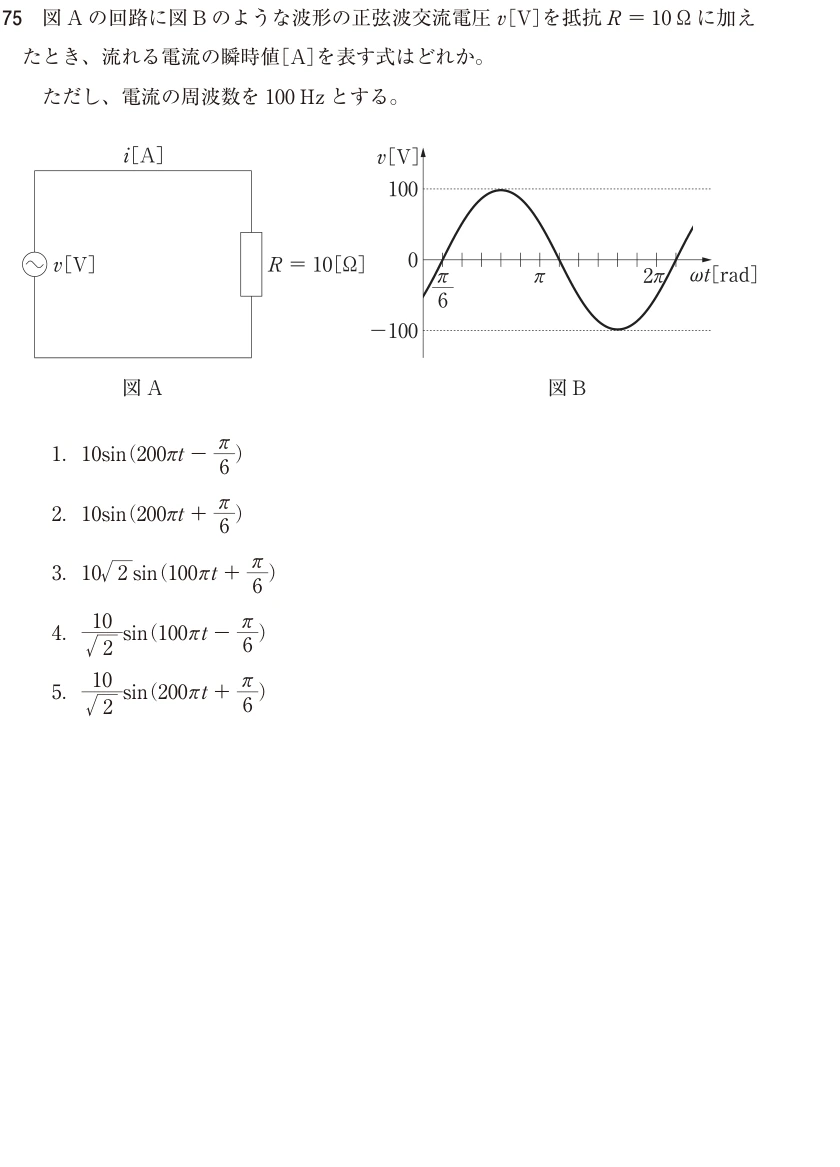 75 図 A の回路に図 B のような波形の正弦波交流電圧 v[V]を抵抗 R = 10 Ω に加え
たとき、流れる電流の瞬時値[A]を表す式はどれか。
ただし、電流の周波数を 100 Hz とする。
i[A]
v[V]
R = 10[Ω]
図 A
v[V]
100
0
−100
π/6
π
2π
ωt[rad]
図 B
1. 10sin(200πt − π/6)
2. 10sin(200πt + π/6)
3. 10√2 sin(100πt + π/6)
4. 10/√2 sin(100πt − π/6)
5. 10/√2 sin(200πt + π/6)